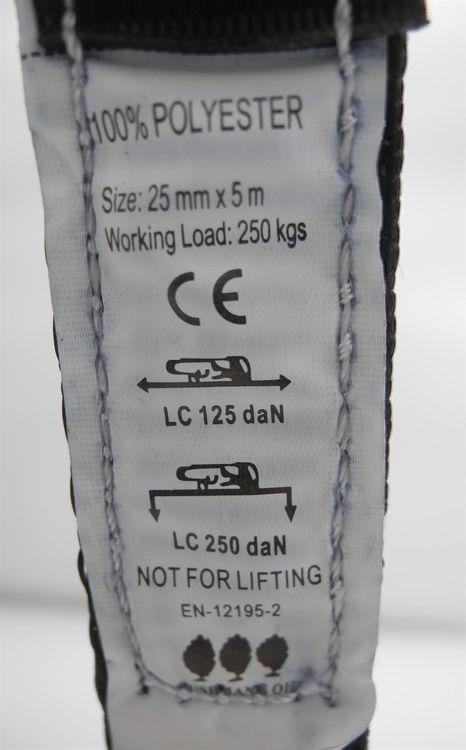 100% POLYESTER
Size: 25 mm x 5 m
Working Load: 250 kgs
CE
LC 125 daN
LC 250 daN
NOT FOR LIFTING
EN-12195-2